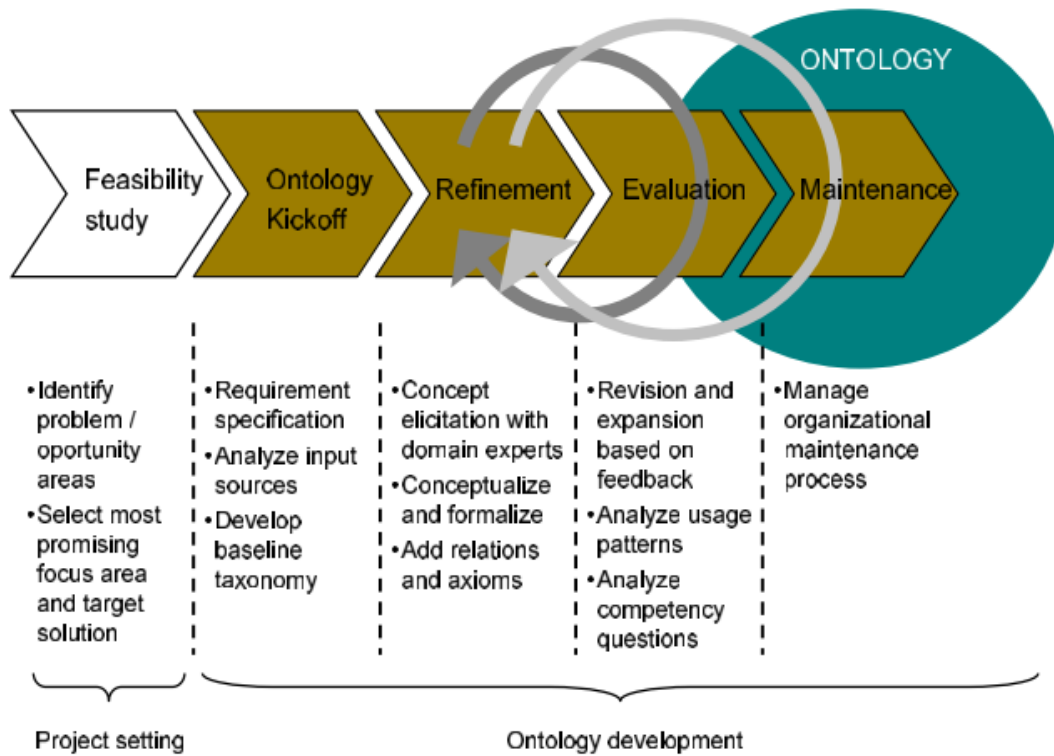 ONTOLOGY
Feasibility
study
Ontology
Kickoff
Refinement
Evaluation
Maintenance
•Identify
problem /
oportunity
areas
•Select most
promising
focus area
and target
solution
•Requirement
specification
•Analyze input
sources
•Develop
baseline
taxonomy
•Concept
elicitation with
domain experts
•Conceptualize
and formalize
•Add relations
and axioms
•Revision and
expansion
based on
feedback
•Analyze usage
patterns
•Analyze
competency
questions
•Manage
organizational
maintenance
process
Project setting
Ontology development